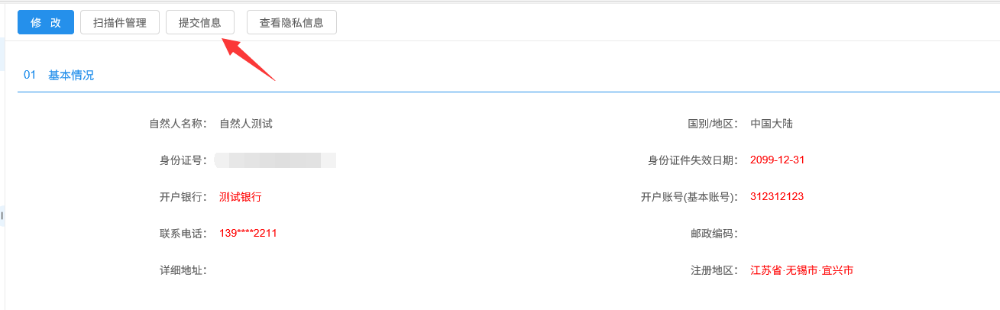 修 改 扫描件管理 提交信息 查看隐私信息
01 基本情况
自然人名称： 自然人测试 国别/地区： 中国大陆
身份证号： 身份证件失效日期： 2099-12-31
开户银行： 测试银行 开户账号(基本账号)： 312312123
联系电话： 139****2211 邮政编码：
详细地址： 注册地区： 江苏省·无锡市·宜兴市